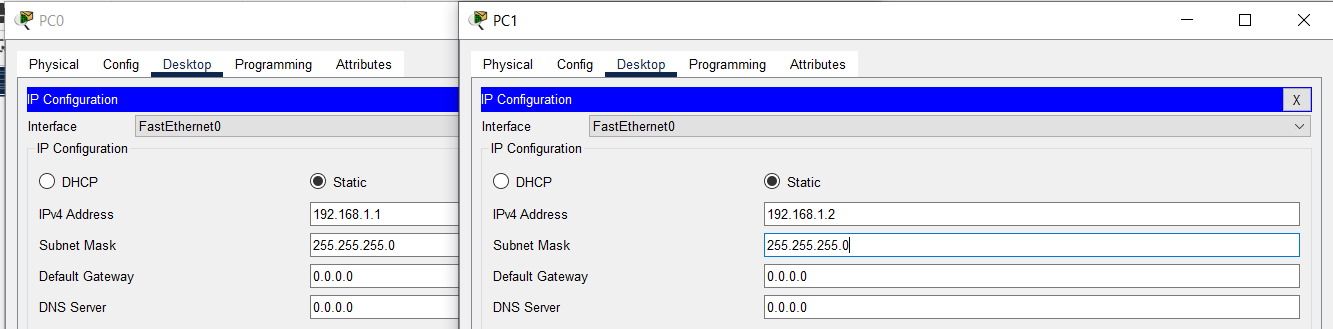 PC0
Physical Config Desktop Programming Attributes
IP Configuration
Interface FastEthernet0
IP Configuration
DHCP Static
IPv4 Address 192.168.1.1
Subnet Mask 255.255.255.0
Default Gateway 0.0.0.0
DNS Server 0.0.0.0
PC1
Physical Config Desktop Programming Attributes
IP Configuration X
Interface FastEthernet0
IP Configuration
DHCP Static
IPv4 Address 192.168.1.2
Subnet Mask 255.255.255.0
Default Gateway 0.0.0.0
DNS Server 0.0.0.0